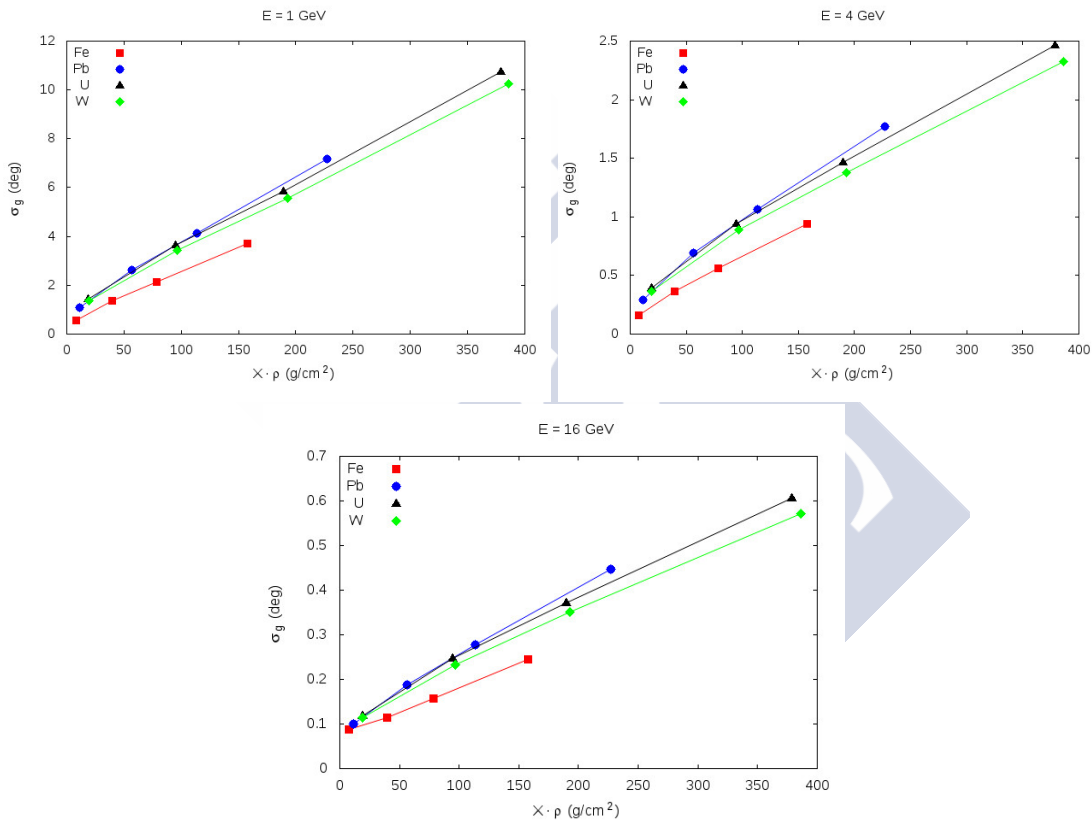 E = 1 GeV
12
10
8
6
4
2
0
σg (deg)
Fe
Pb
U
W
0 50 100 150 200 250 300 350 400
X · ρ (g/cm²)
E = 4 GeV
2.5
2
1.5
1
0.5
0
σg (deg)
Fe
Pb
U
W
0 50 100 150 200 250 300 350 400
X · ρ (g/cm²)
E = 16 GeV
0.7
0.6
0.5
0.4
0.3
0.2
0.1
0
σg (deg)
Fe
Pb
U
W
0 50 100 150 200 250 300 350 400
X · ρ (g/cm²)